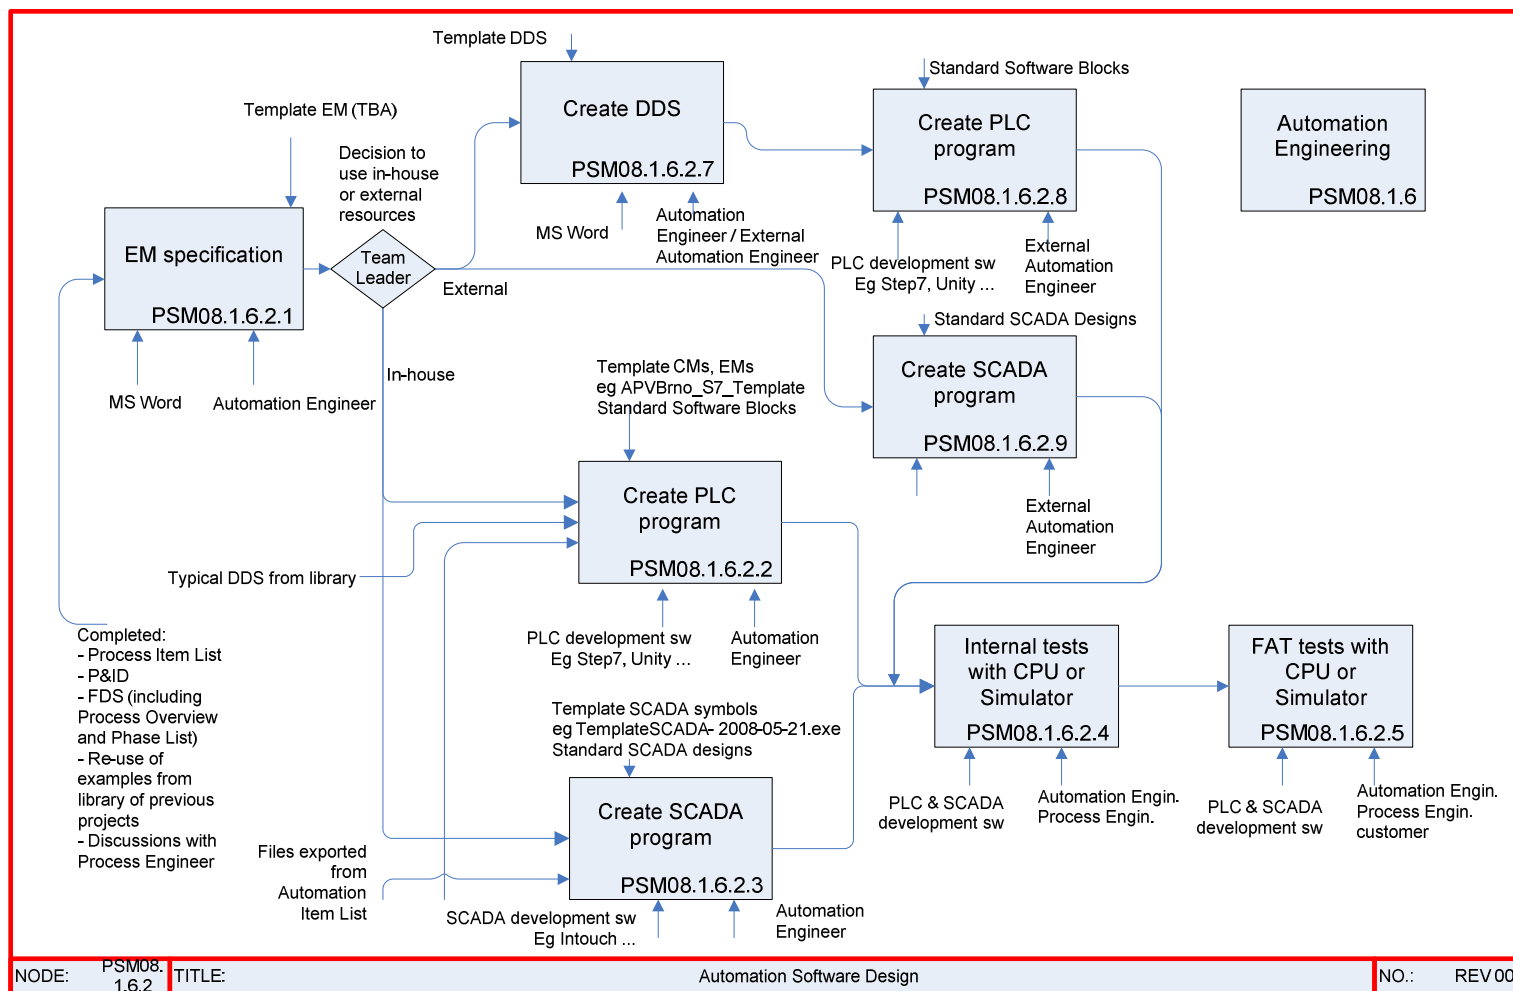 Template DDS
Create DDS
PSM08.1.6.2.7
MS Word
Automation
Engineer / External
Automation Engineer
Standard Software Blocks
Create PLC
program
PSM08.1.6.2.8
PLC development sw
Eg Step7, Unity ...
External
Automation
Engineer
Automation
Engineering
PSM08.1.6
Template EM (TBA)
Decision to
use in-house
or external
resources
EM specification
PSM08.1.6.2.1
MS Word
Automation Engineer
Team
Leader
External
In-house
Standard SCADA Designs
Create SCADA
program
PSM08.1.6.2.9
External
Automation
Engineer
Template CMs, EMs
eg APVBrno_S7_Template
Standard Software Blocks
Create PLC
program
PSM08.1.6.2.2
Typical DDS from library
PLC development sw
Eg Step7, Unity ...
Automation
Engineer
Completed:
- Process Item List
- P&ID
- FDS (including
Process Overview
and Phase List)
- Re-use of
examples from
library of previous
projects
- Discussions with
Process Engineer
Template SCADA symbols
eg TemplateSCADA- 2008-05-21.exe
Standard SCADA designs
Create SCADA
program
PSM08.1.6.2.3
Files exported
from
Automation
Item List
SCADA development sw
Eg Intouch ...
Automation
Engineer
Internal tests
with CPU or
Simulator
PSM08.1.6.2.4
PLC & SCADA
development sw
Automation Engin.
Process Engin.
FAT tests with
CPU or
Simulator
PSM08.1.6.2.5
PLC & SCADA
development sw
Automation Engin.
Process Engin.
customer
NODE:
PSM08.
1.6.2
TITLE:
Automation Software Design
NO.:
REV 00